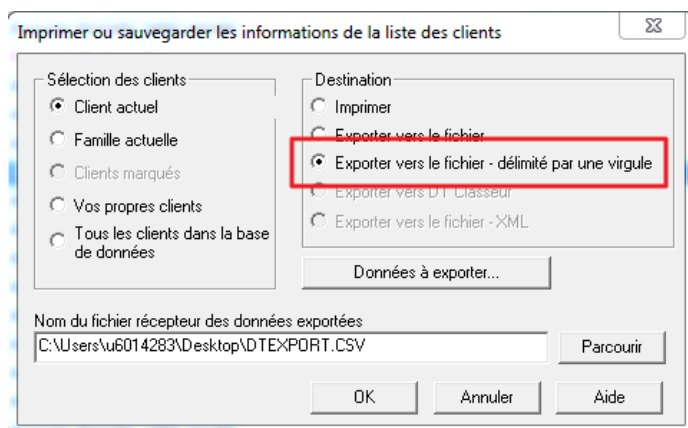 Imprimer ou sauvegarder les informations de la liste des clients
Sélection des clients
Client actuel
Famille actuelle
Clients marqués
Vos propres clients
Tous les clients dans la base
de données
Destination
Imprimer
Exporter vers le fichier
Exporter vers le fichier - délimité par une virgule
Exporter vers DT Classeur
Exporter vers le fichier - XML
Données à exporter...
Nom du fichier récepteur des données exportées
C:\Users\u6014283\Desktop\DTEXPORT.CSV
Parcourir
OK
Annuler
Aide